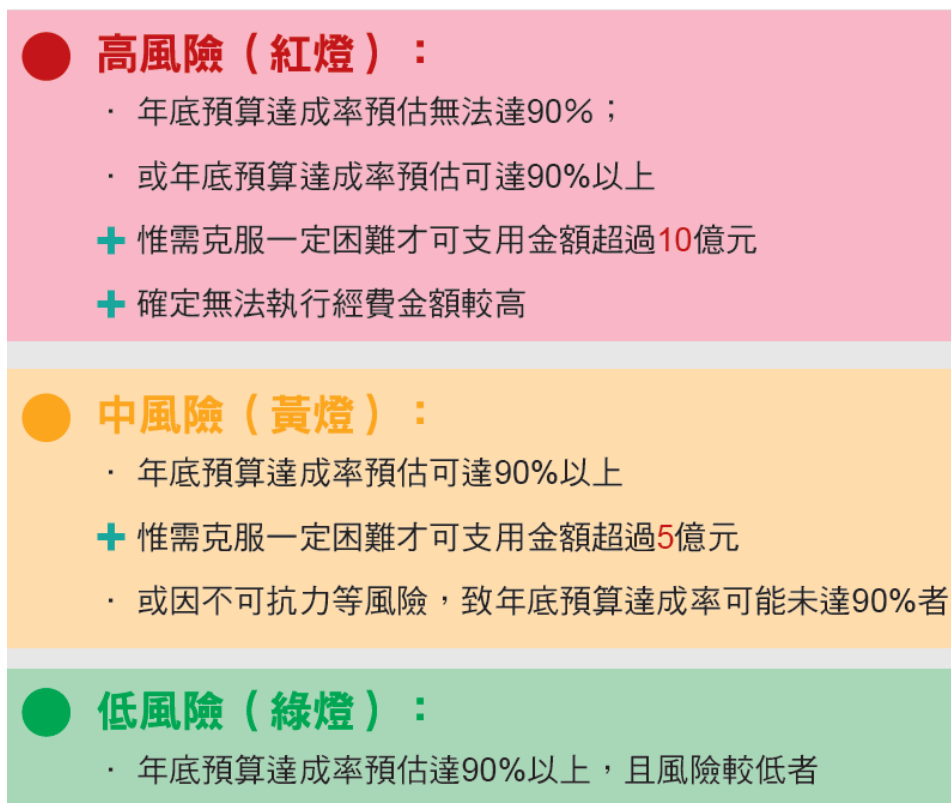 高風險（紅燈）：
· 年底預算達成率預估無法達90%；
· 或年底預算達成率預估可達90%以上
+ 惟需克服一定困難才可支用金額超過10億元
+ 確定無法執行經費金額較高
中風險（黃燈）：
· 年底預算達成率預估可達90%以上
+ 惟需克服一定困難才可支用金額超過5億元
· 或因不可抗力等風險，致年底預算達成率可能未達90%者
低風險（綠燈）：
· 年底預算達成率預估達90%以上，且風險較低者